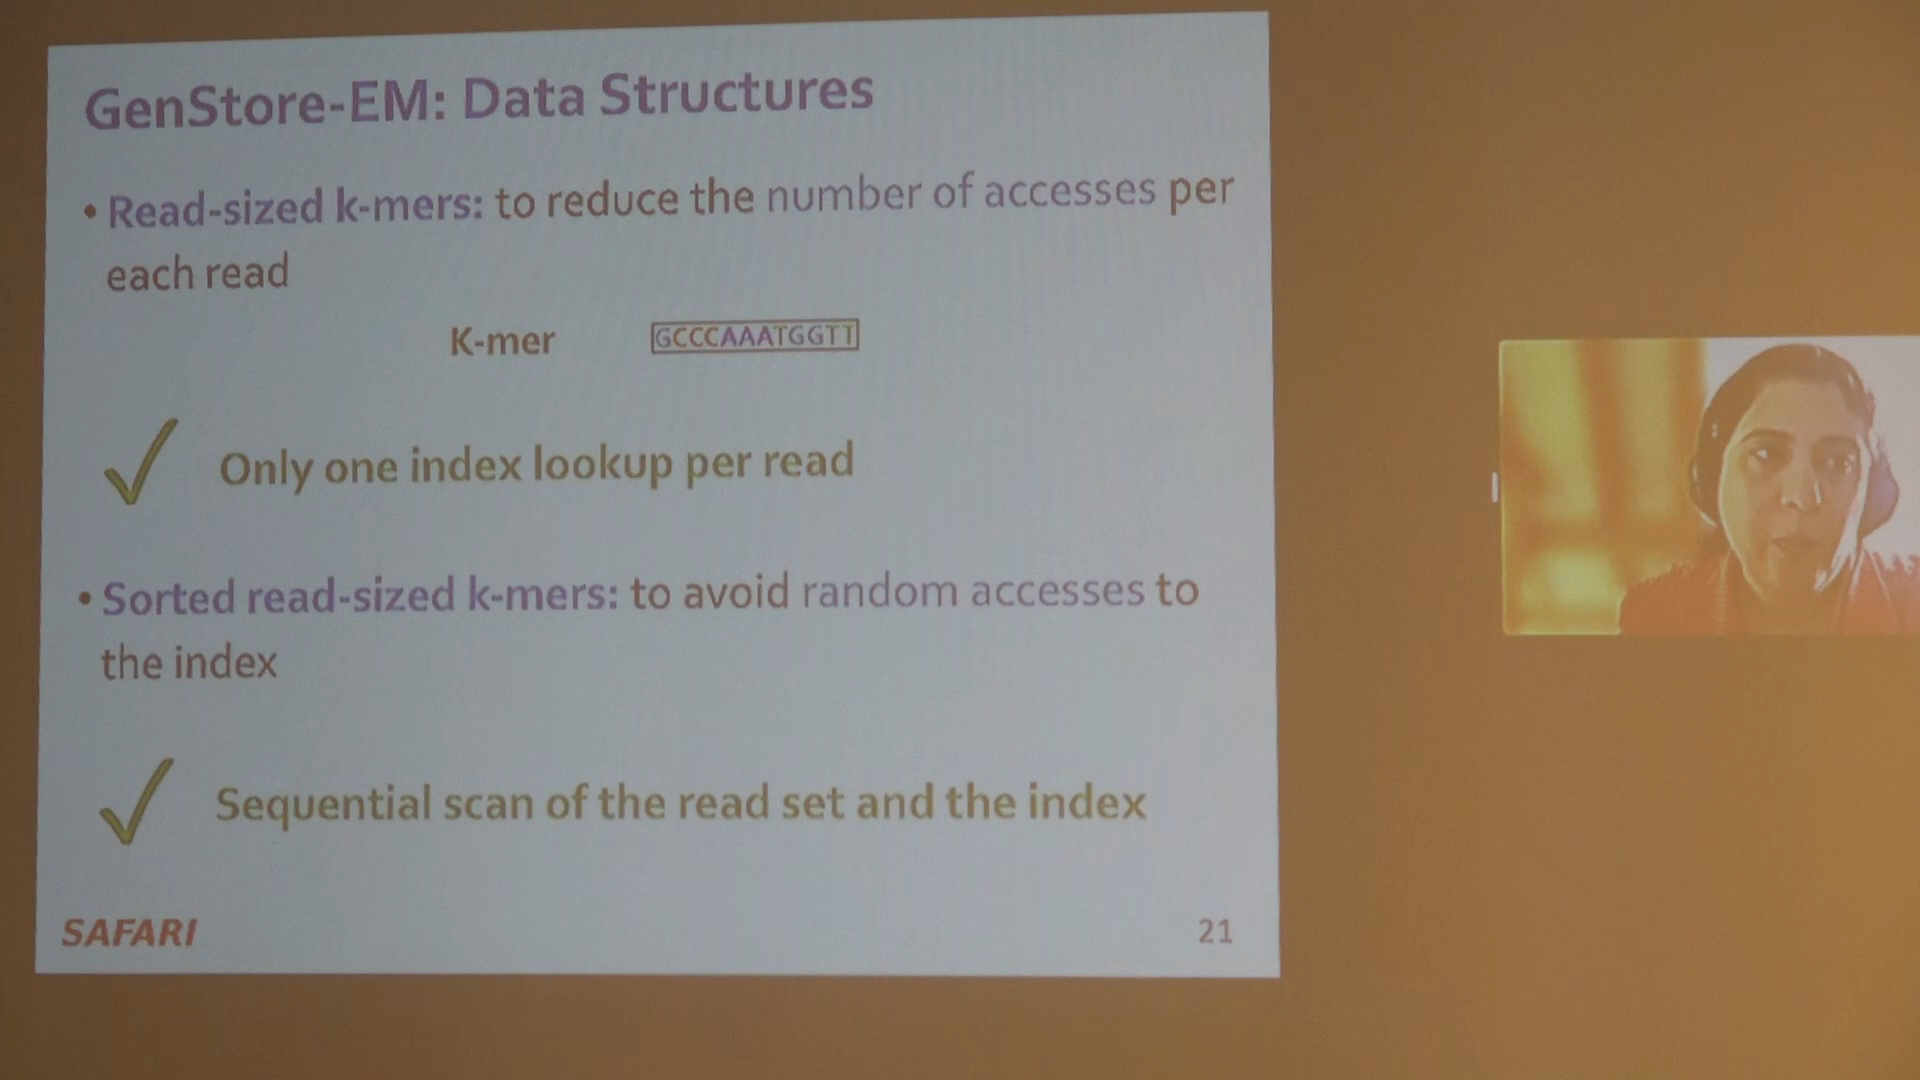 GenStore-EM: Data Structures
• Read-sized k-mers: to reduce the number of accesses per
each read
K-mer GCCCAAATGGTT
Only one index lookup per read
• Sorted read-sized k-mers: to avoid random accesses to
the index
Sequential scan of the read set and the index
SAFARI 21